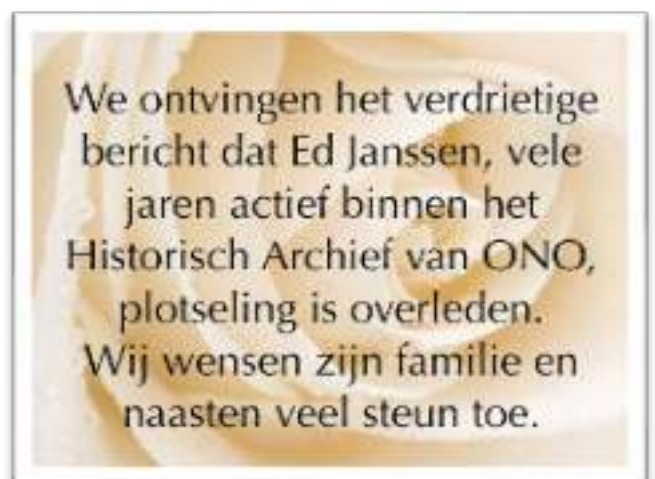 We ontvingen het verdrietige
bericht dat Ed Janssen, vele
jaren actief binnen het
Historisch Archief van ONO,
plotseling is overleden.
Wij wensen zijn familie en
naasten veel steun toe.